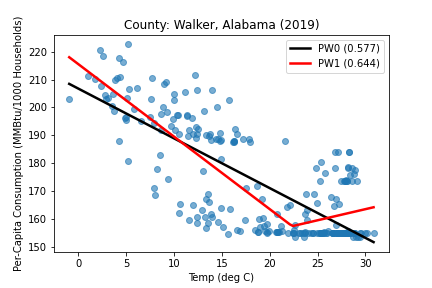 County: Walker, Alabama (2019)
PW0 (0.577)
PW1 (0.644)
Per-Capita Consumption (MMBtu/1000 Households)
220
210
200
190
180
170
160
150
0 5 10 15 20 25 30
Temp (deg C)